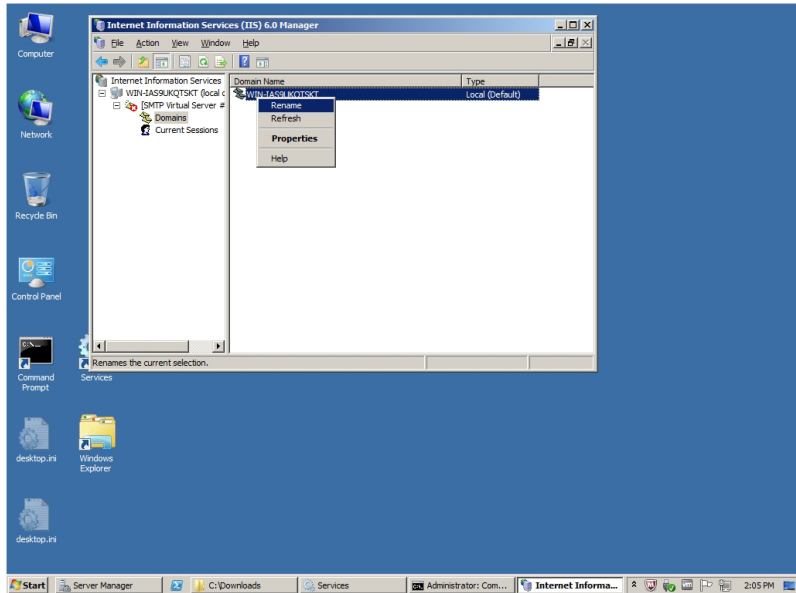 Computer
Network
Recycle Bin
Control Panel
Command
Prompt
Services
desktop.ini
Windows
Explorer
desktop.ini
Internet Information Services (IIS) 6.0 Manager
File Action View Window Help
Internet Information Services
WIN-IAS9UKQTSKT (local c
[SMTP Virtual Server #
Domains
Current Sessions
Domain Name Type
WIN-IAS9UKQTSKT Local (Default)
Rename
Refresh
Properties
Help
Renames the current selection.
Start Server Manager C:\Downloads Services Administrator: Com... Internet Informa... 2:05 PM